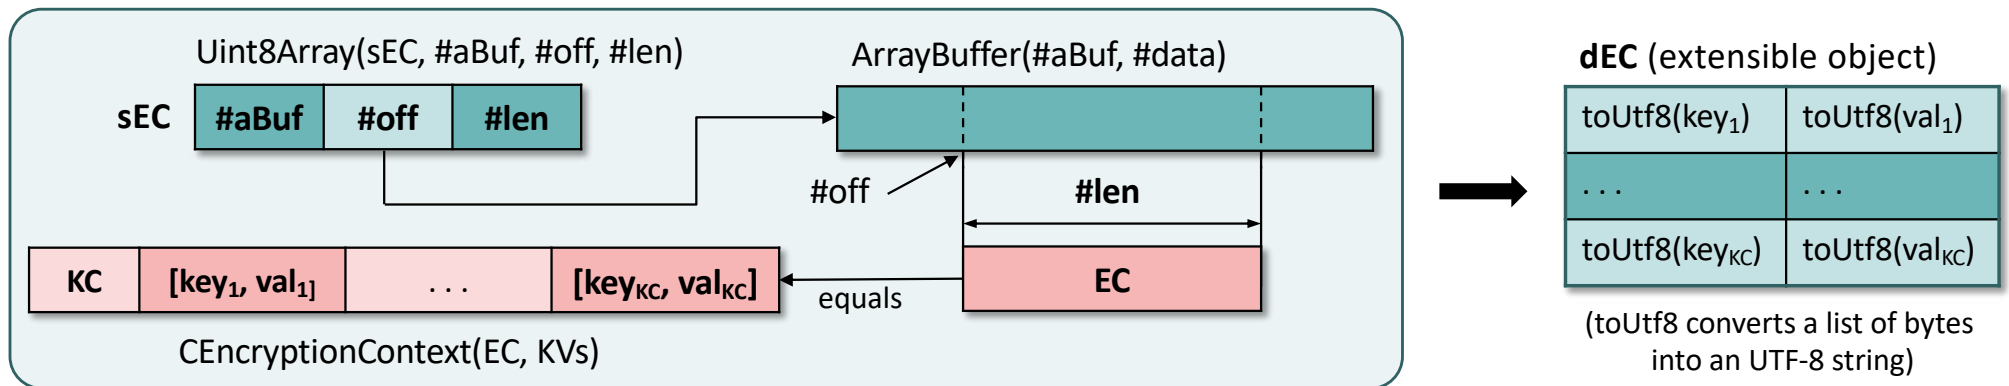 Uint8Array(sEC, #aBuf, #off, #len)
sEC #aBuf #off #len
ArrayBuffer(#aBuf, #data)
#off
#len
KC [key₁, val₁] . . . [keyKC, valKC]
equals
EC
CEncryptionContext(EC, KVs)
dEC (extensible object)
toUtf8(key₁) toUtf8(val₁)
. . . . . .
toUtf8(keyKC) toUtf8(valKC)
(toUtf8 converts a list of bytes
into an UTF-8 string)